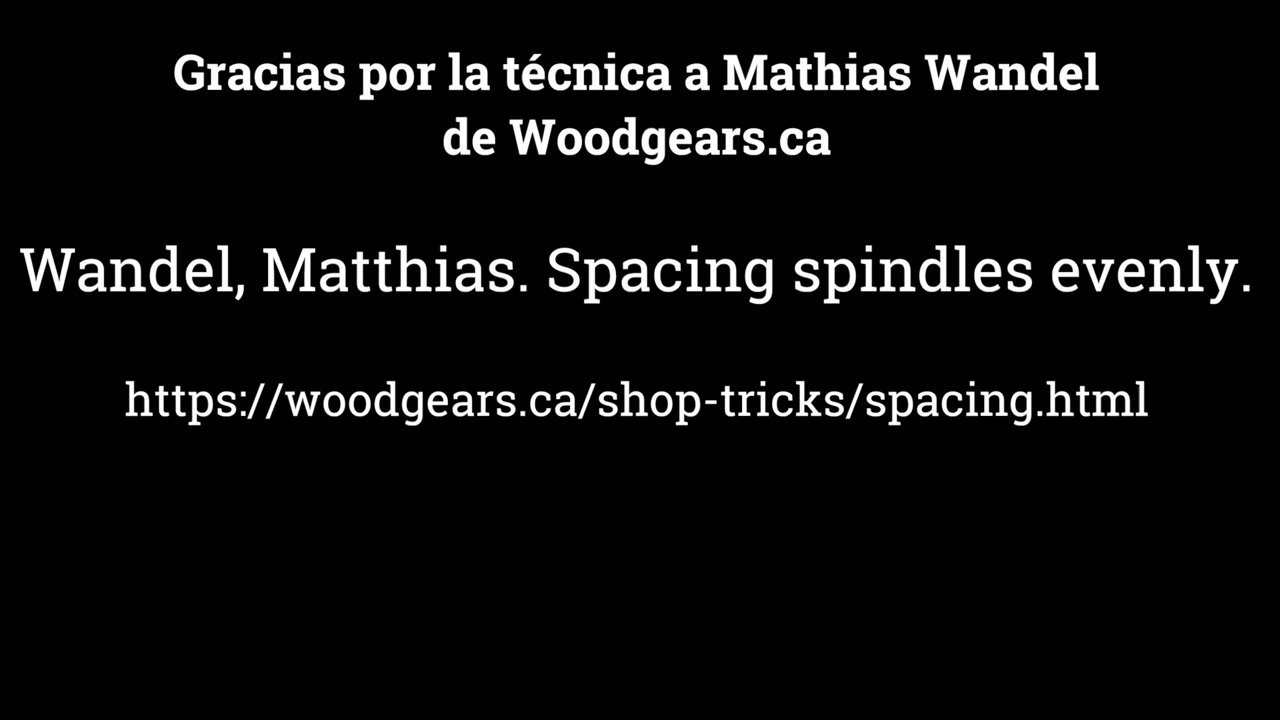 Gracias por la técnica a Mathias Wandel
de Woodgears.ca
Wandel, Matthias. Spacing spindles evenly.
https://woodgears.ca/shop-tricks/spacing.html